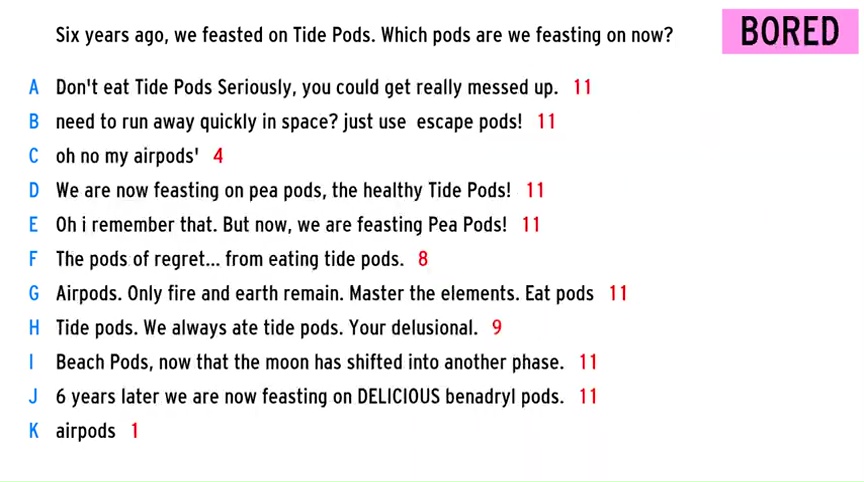 Six years ago, we feasted on Tide Pods. Which pods are we feasting on now?
BORED
A Don't eat Tide Pods Seriously, you could get really messed up. 11
B need to run away quickly in space? just use escape pods! 11
C oh no my airpods' 4
D We are now feasting on pea pods, the healthy Tide Pods! 11
E Oh i remember that. But now, we are feasting Pea Pods! 11
F The pods of regret... from eating tide pods. 8
G Airpods. Only fire and earth remain. Master the elements. Eat pods 11
H Tide pods. We always ate tide pods. Your delusional. 9
I Beach Pods, now that the moon has shifted into another phase. 11
J 6 years later we are now feasting on DELICIOUS benadryl pods. 11
K airpods 1